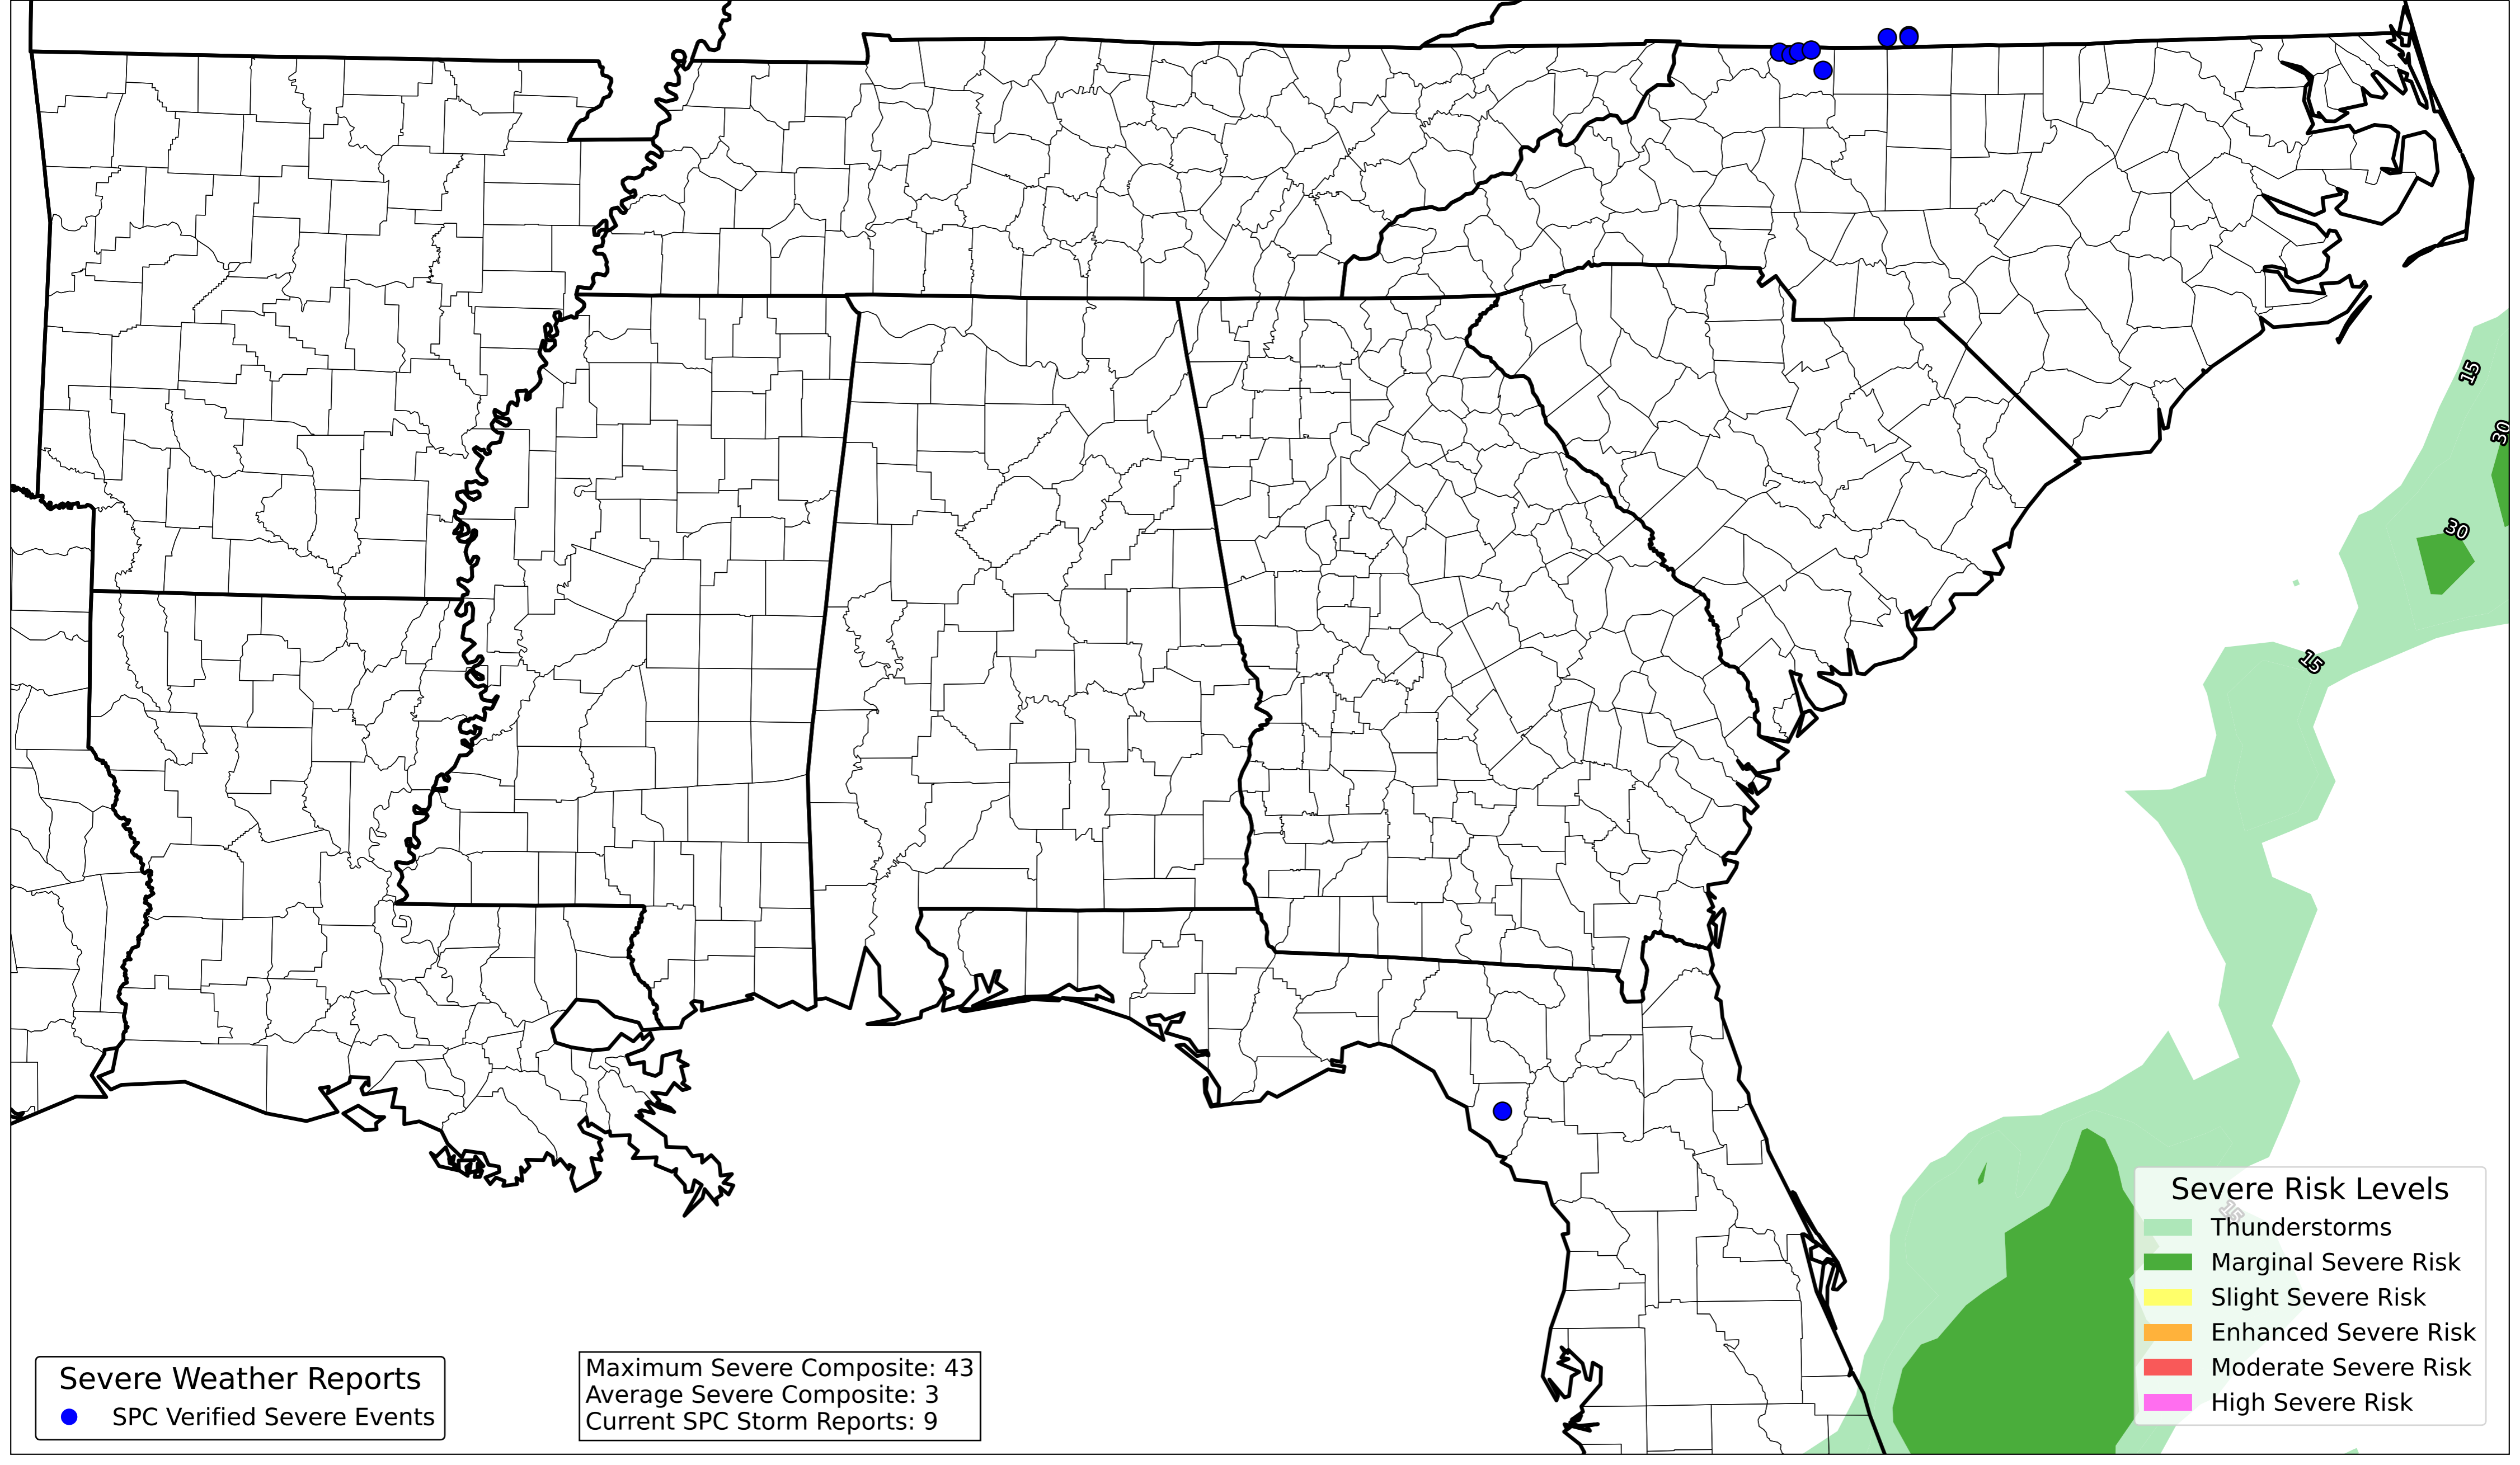 15
30
30
15
Severe Risk Levels
15
Thunderstorms
Marginal Severe Risk
Slight Severe Risk
Enhanced Severe Risk
Moderate Severe Risk
High Severe Risk
Severe Weather Reports
SPC Verified Severe Events
Maximum Severe Composite: 43
Average Severe Composite: 3
Current SPC Storm Reports: 9